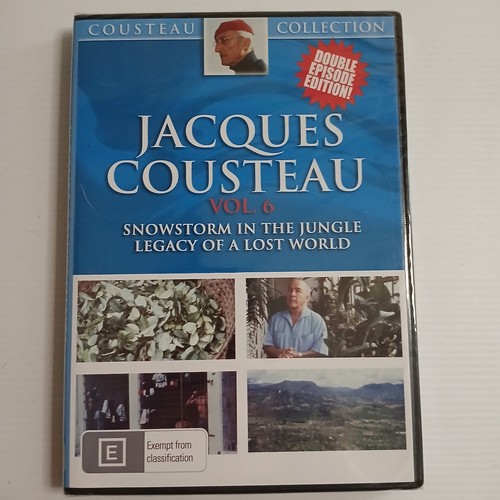 COUSTEAU COLLECTION
DOUBLE
EPISODE
EDITION!
JACQUES
COUSTEAU
VOL. 6
SNOWSTORM IN THE JUNGLE
LEGACY OF A LOST WORLD
E
Exempt from
classification